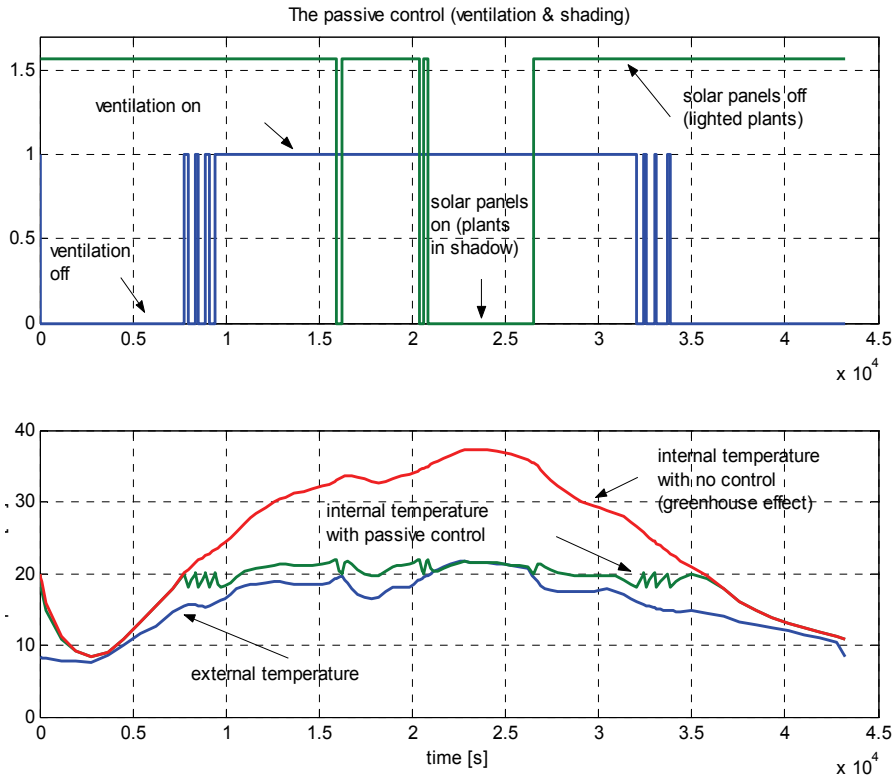 The passive control (ventilation & shading)
1.5
1
0.5
0
ventilation on
solar panels off
(lighted plants)
solar panels
on (plants
in shadow)
ventilation
off
0 0.5 1 1.5 2 2.5 3 3.5 4 4.5
x 10⁴
40
30
20
10
0
internal temperature
with no control
(greenhouse effect)
internal temperature
with passive control
external temperature
0 0.5 1 1.5 2 2.5 3 3.5 4 4.5
time [s]
x 10⁴